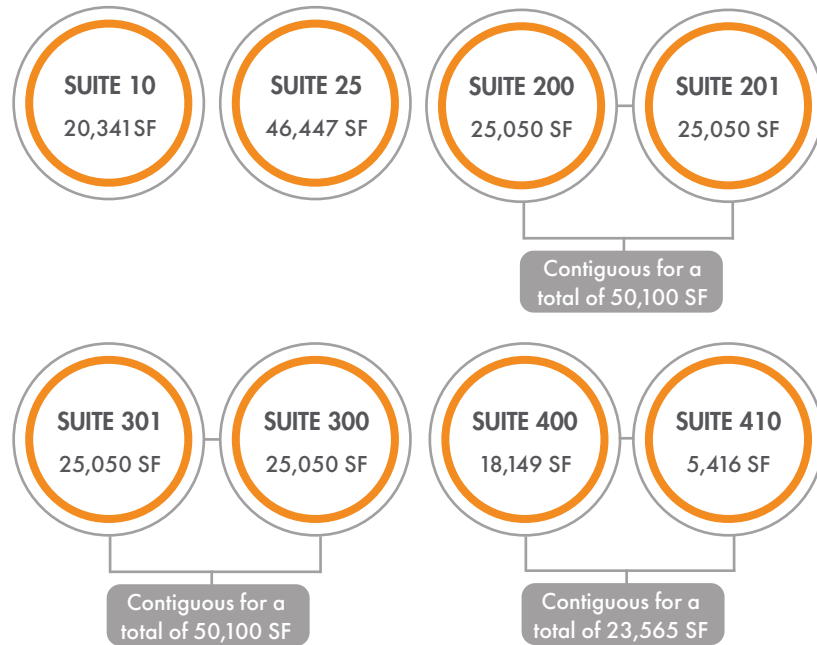 SUITE 10
20,341 SF
SUITE 25
46,447 SF
SUITE 200
25,050 SF
SUITE 201
25,050 SF
Contiguous for a
total of 50,100 SF
SUITE 301
25,050 SF
SUITE 300
25,050 SF
SUITE 400
18,149 SF
SUITE 410
5,416 SF
Contiguous for a
total of 50,100 SF
Contiguous for a
total of 23,565 SF